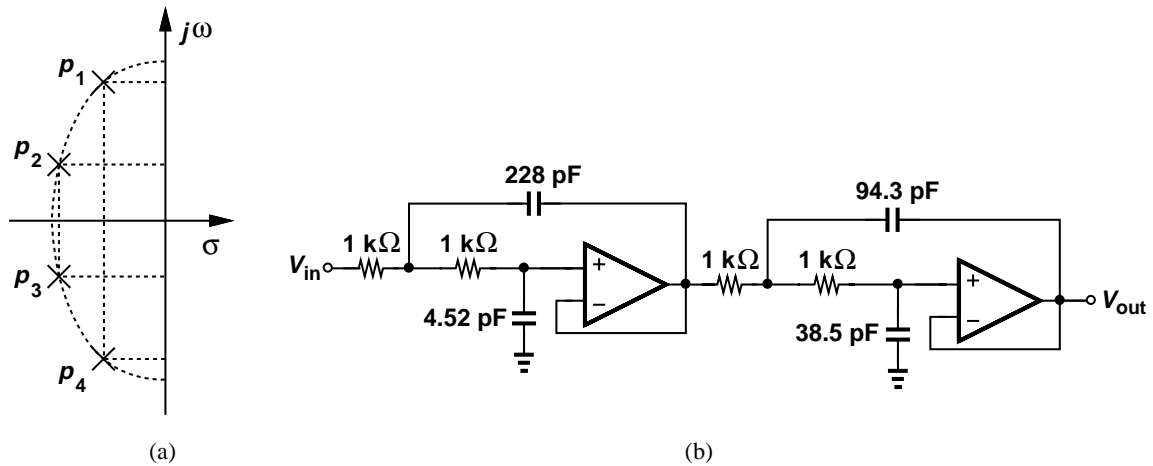 jω
p1
p2
p3
p4
σ
(a)
228 pF
94.3 pF
1 kΩ
1 kΩ
1 kΩ
1 kΩ
Vin
+
−
+
−
Vout
4.52 pF
38.5 pF
(b)